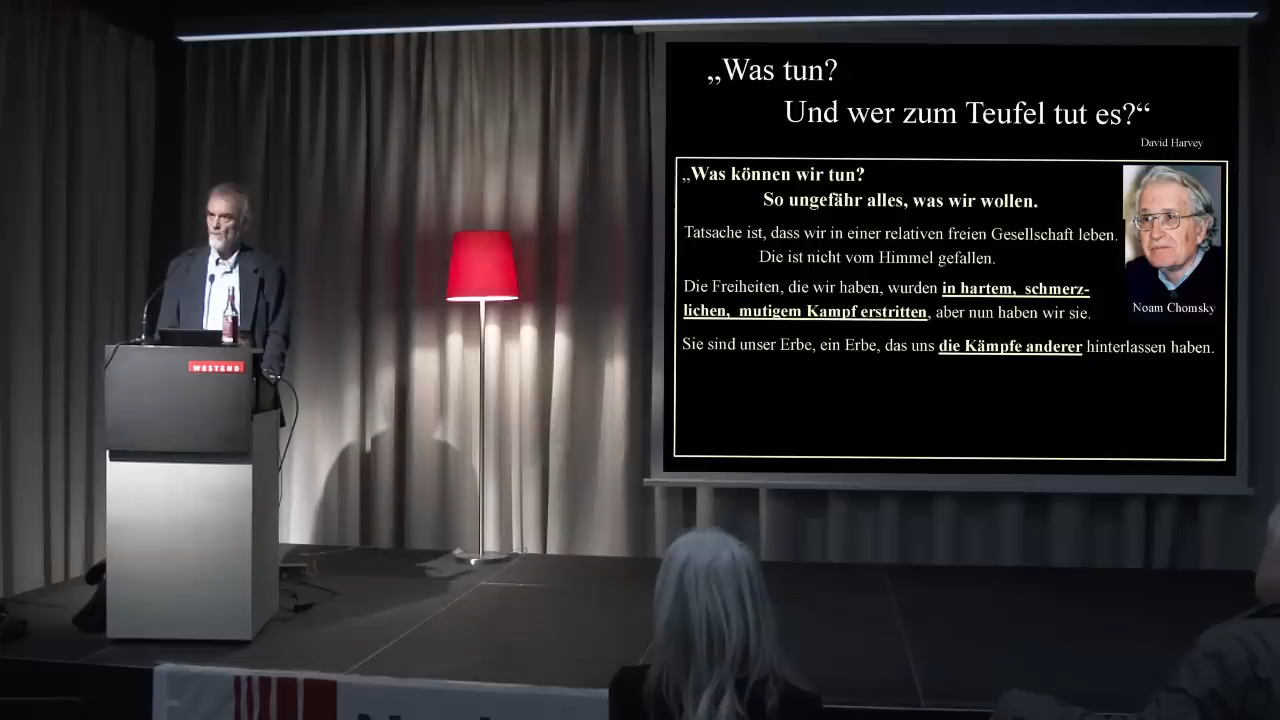 „Was tun?
Und wer zum Teufel tut es?“
David Harvey
„Was können wir tun?
So ungefähr alles, was wir wollen.
Tatsache ist, dass wir in einer relativen freien Gesellschaft leben.
Die ist nicht vom Himmel gefallen.
Die Freiheiten, die wir haben, wurden in hartem, schmerz-
lichen, mutigem Kampf erstritten, aber nun haben wir sie.
Noam Chomsky
Sie sind unser Erbe, ein Erbe, das uns die Kämpfe anderer hinterlassen haben.
WESTEND